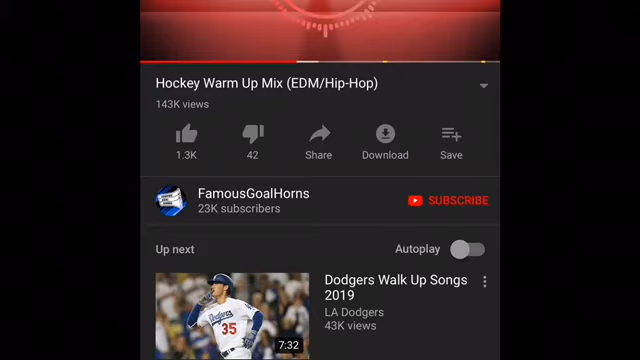 Hockey Warm Up Mix (EDM/Hip-Hop)
143K views
1.3K
42
Share
Download
Save
FamousGoalHorns
23K subscribers
SUBSCRIBE
Up next
Autoplay
Dodgers
35
7:32
Dodgers Walk Up Songs
2019
LA Dodgers
43K views